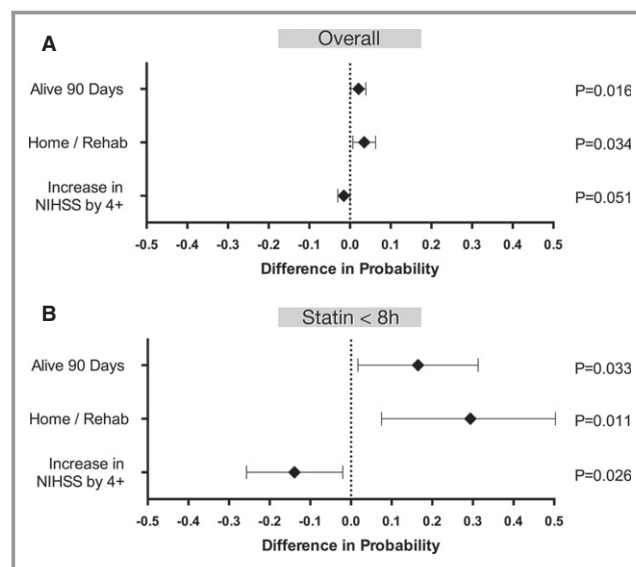 A
Overall
Alive 90 Days
P=0.016
Home / Rehab
P=0.034
Increase in
NIHSS by 4+
P=0.051
-0.5 -0.4 -0.3 -0.2 -0.1 0.0 0.1 0.2 0.3 0.4 0.5
Difference in Probability
B
Statin < 8h
Alive 90 Days
P=0.033
Home / Rehab
P=0.011
Increase in
NIHSS by 4+
P=0.026
-0.5 -0.4 -0.3 -0.2 -0.1 0.0 0.1 0.2 0.3 0.4 0.5
Difference in Probability